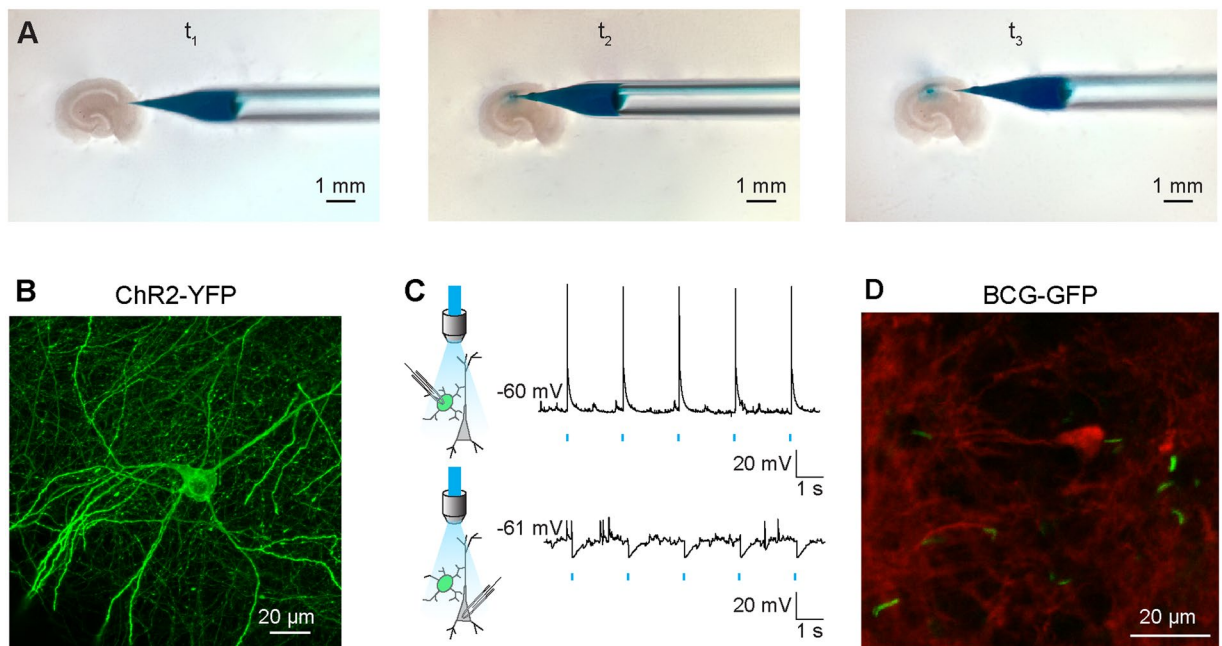 A
t1
t2
t3
1 mm
1 mm
1 mm
B
ChR2-YFP
20 µm
C
-60 mV
20 mV
1 s
-61 mV
20 mV
1 s
D
BCG-GFP
20 µm